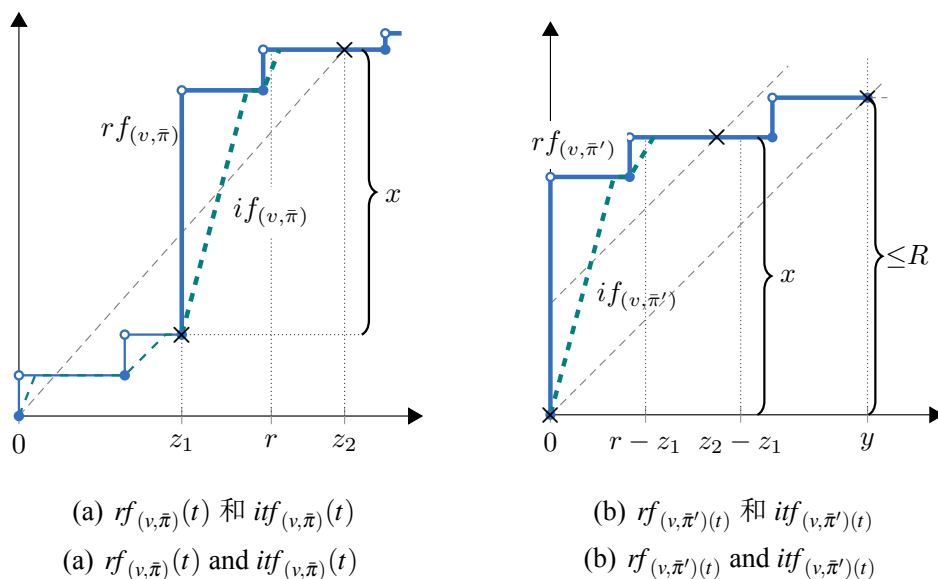 rf_{(v,π̄)}
if_{(v,π̄)}
x
0
z_1
r
z_2
rf_{(v,π̄′)}
if_{(v,π̄′)}
x
≤R
0
r − z_1
z_2 − z_1
y
(a) rf_{(v,π̄)}(t) 和 itf_{(v,π̄)}(t)
(a) rf_{(v,π̄)}(t) and itf_{(v,π̄)}(t)
(b) rf_{(v,π̄′)(t)} 和 itf_{(v,π̄′)(t)}
(b) rf_{(v,π̄′)(t)} and itf_{(v,π̄′)(t)}